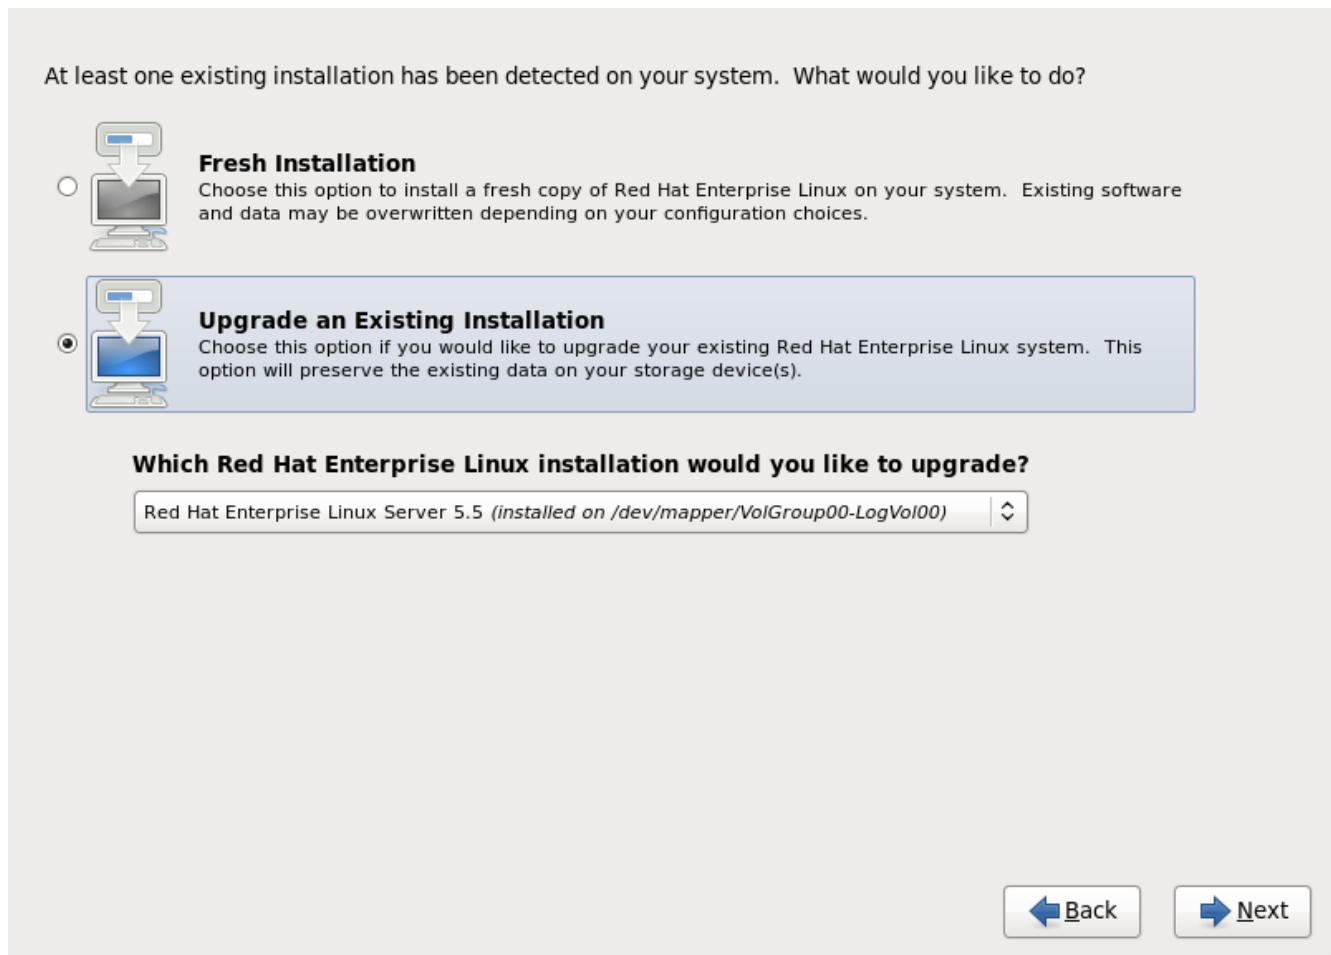 At least one existing installation has been detected on your system.  What would you like to do?
Fresh Installation
Choose this option to install a fresh copy of Red Hat Enterprise Linux on your system.  Existing software
and data may be overwritten depending on your configuration choices.
Upgrade an Existing Installation
Choose this option if you would like to upgrade your existing Red Hat Enterprise Linux system.  This
option will preserve the existing data on your storage device(s).
Which Red Hat Enterprise Linux installation would you like to upgrade?
Red Hat Enterprise Linux Server 5.5 (installed on /dev/mapper/VolGroup00-LogVol00)
Back
Next